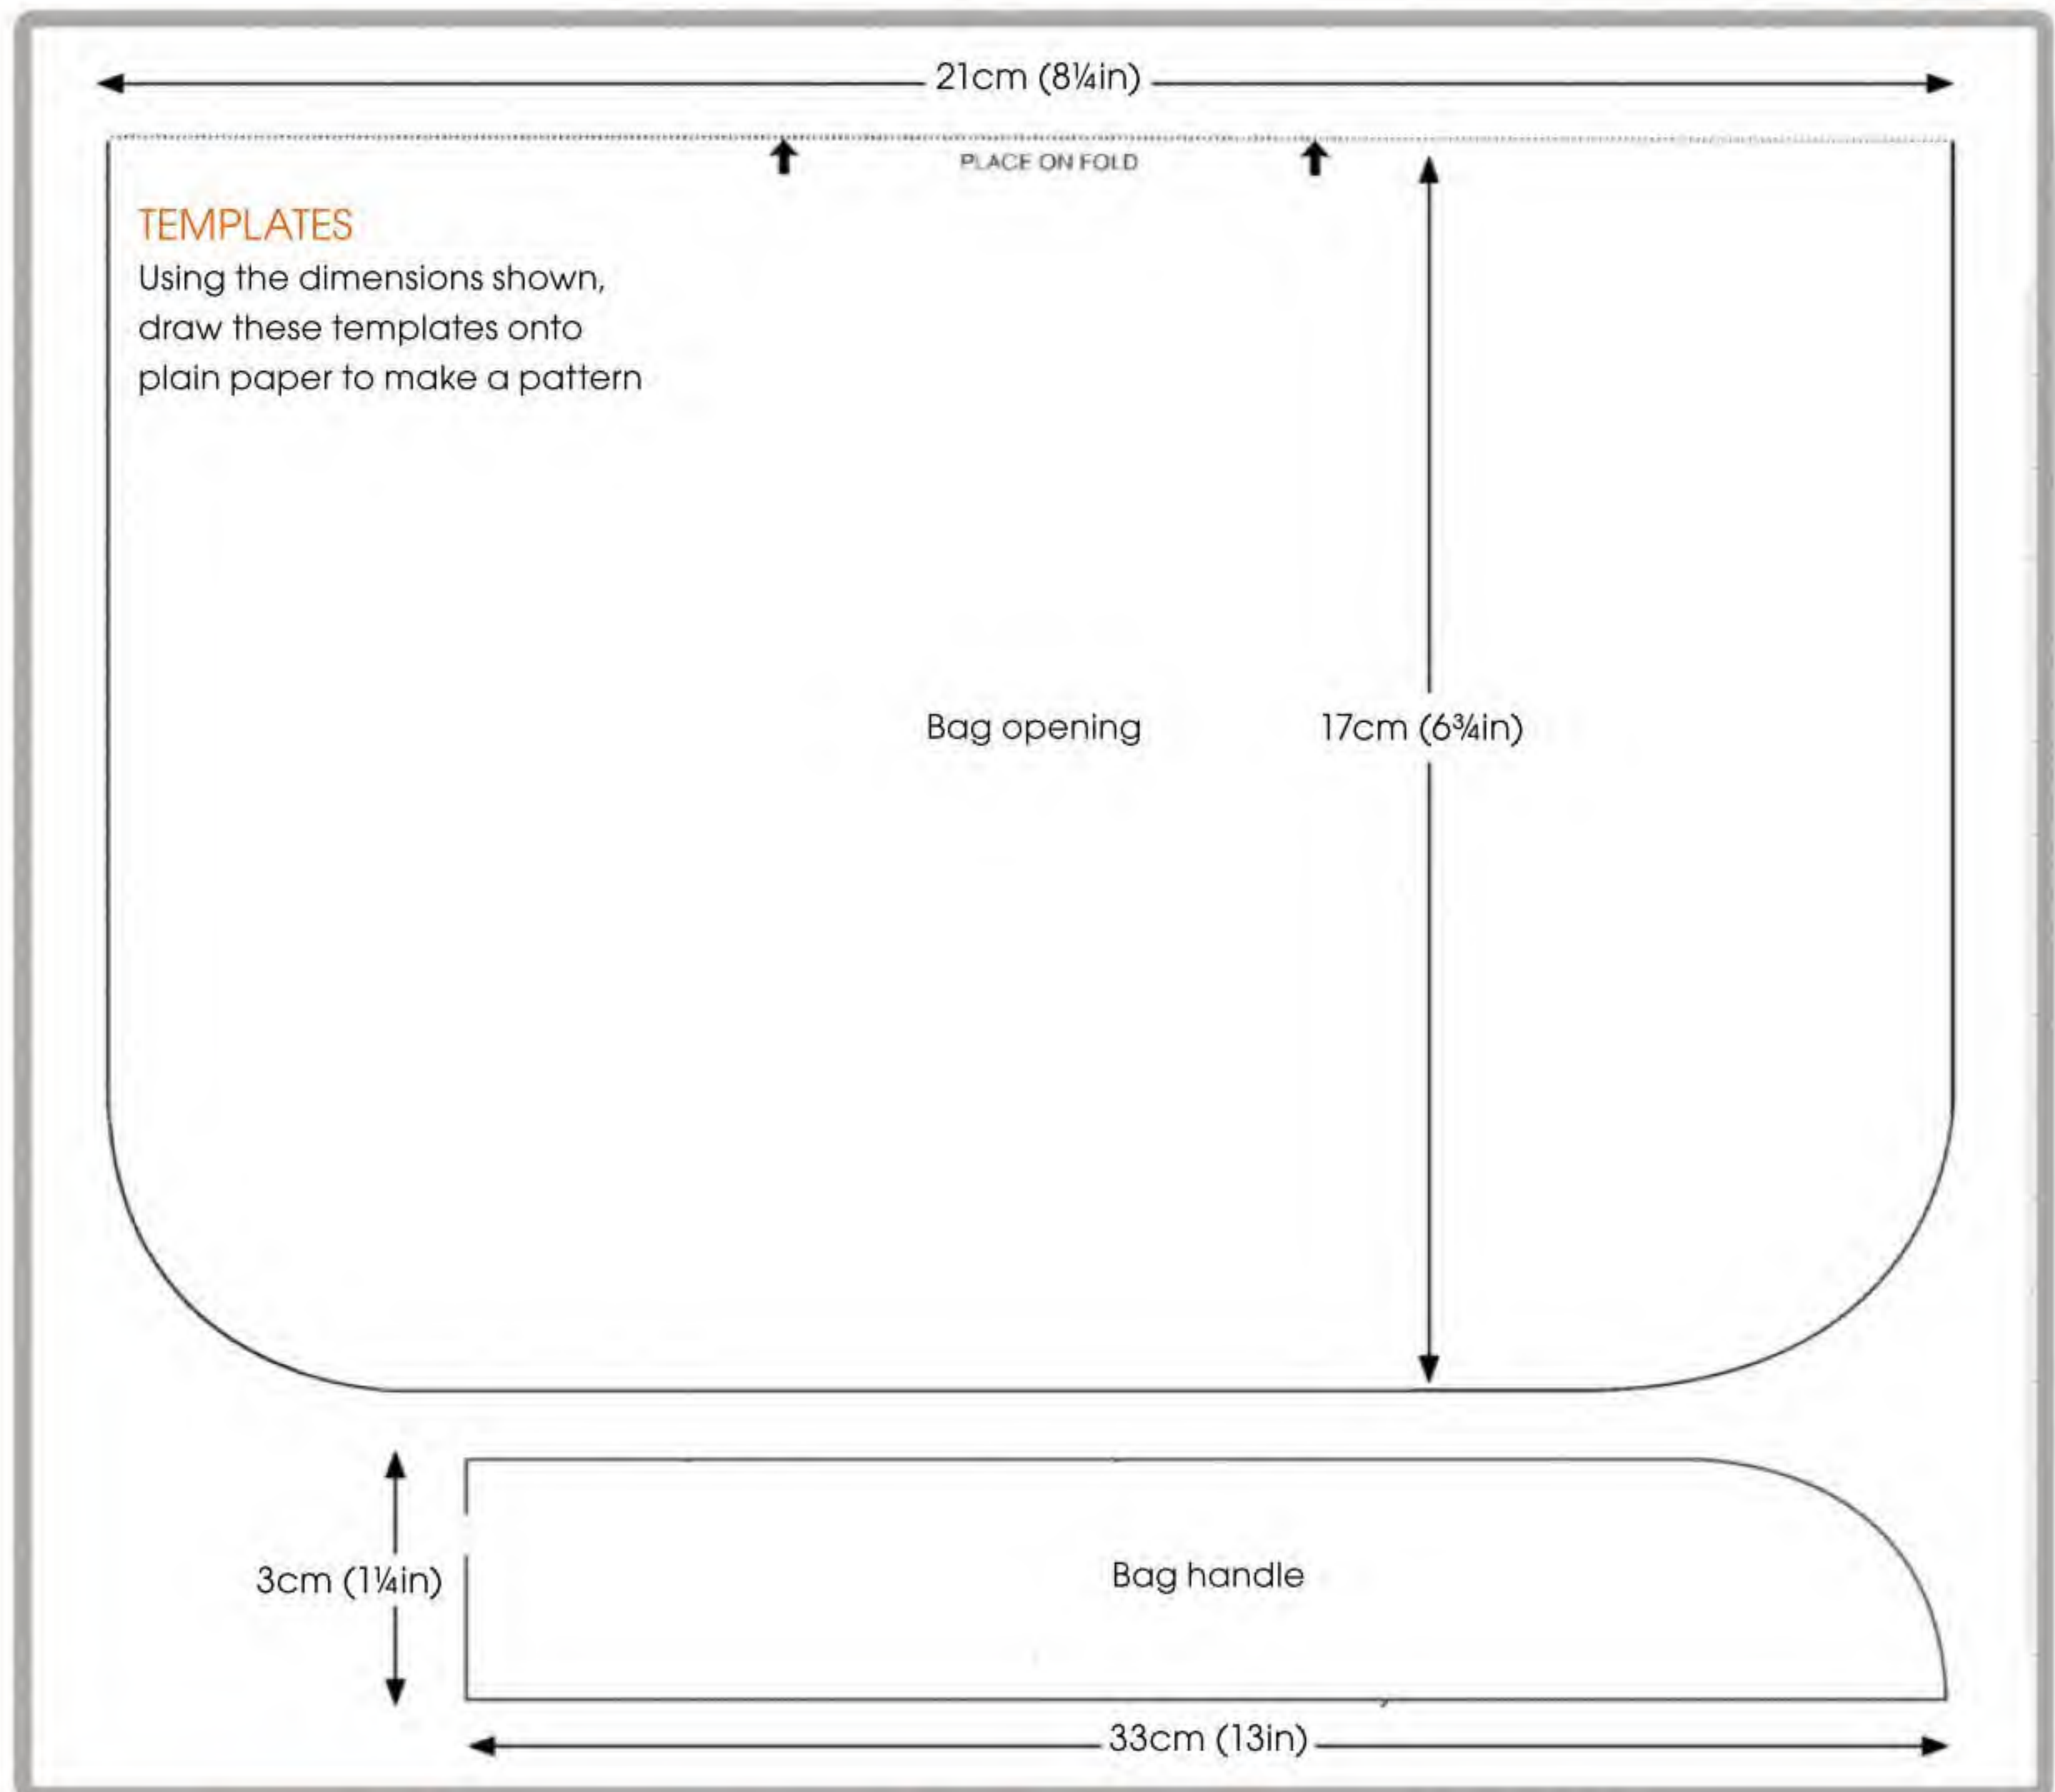 21cm (8¼in)
PLACE ON FOLD
TEMPLATES
Using the dimensions shown,
draw these templates onto
plain paper to make a pattern
Bag opening
17cm (6¾in)
3cm (1¼in)
Bag handle
33cm (13in)